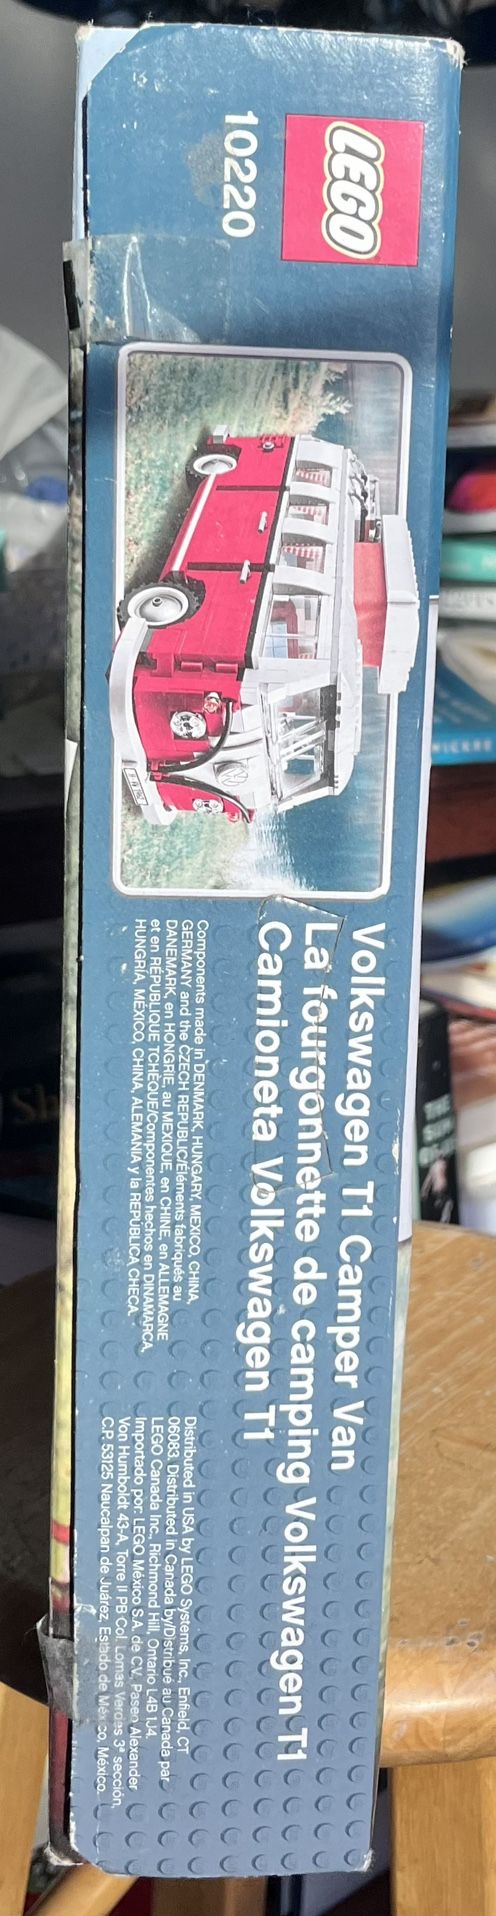 LEGO
10220
Volkswagen T1 Camper Van
La fourgonnette de camping Volkswagen T1
Camioneta Volkswagen T1
Components made in DENMARK, HUNGARY, MEXICO, CHINA,
GERMANY and the CZECH REPUBLIC/Éléments fabriqués au
DANEMARK, en HONGRIE, au MEXIQUE, en CHINE, en ALLEMAGNE
et en RÉPUBLIQUE TCHÈQUE/Componentes hechos en DINAMARCA,
HUNGRÍA, MÉXICO, CHINA, ALEMANIA y la REPÚBLICA CHECA.
Distributed in USA by LEGO Systems, Inc., Enfield, CT
06083. Distributed in Canada by/Distribué au Canada par
LEGO Canada Inc., Richmond Hill, Ontario L4B 1J4.
Importado por: LEGO México S.A. de C.V. Paseo Alexander
Von Humboldt 43-A, Torre II PB Col. Lomas Verdes 3ª sección,
C.P. 53125 Naucalpan de Juárez, Estado de México, México.
WICKERS
THE